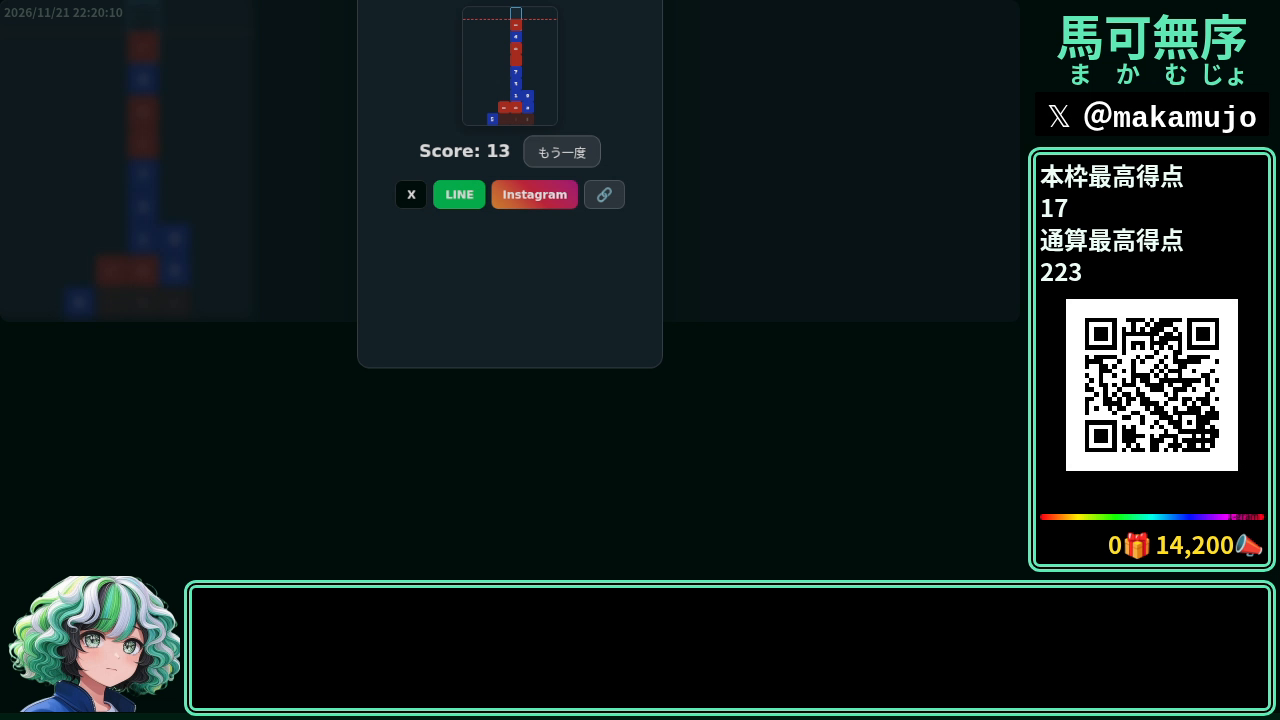 2026/11/21 22:20:10
Score: 13
もう一度
X
LINE
Instagram
馬可無序
まかむじょ
𝕏 @makamujo
本枠最高得点
17
通算最高得点
223
0🎁 14,200📣